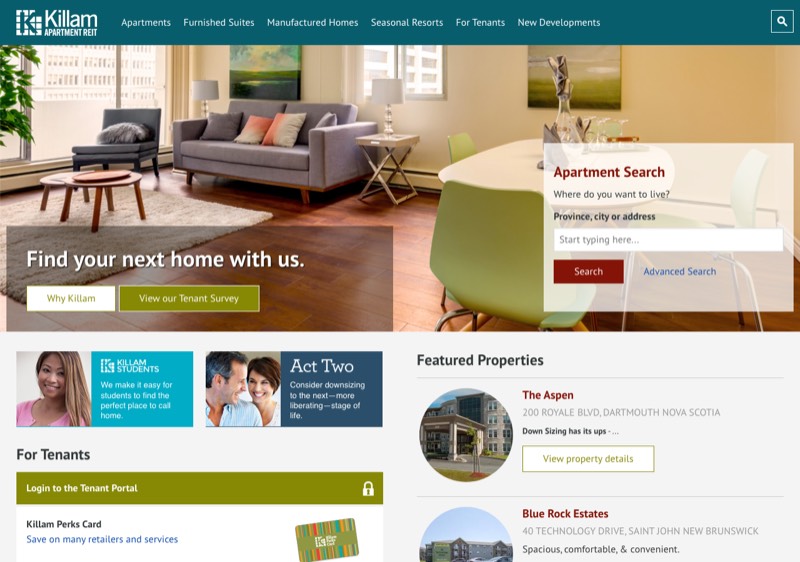 Killam
APARTMENT REIT
Apartments Furnished Suites Manufactured Homes Seasonal Resorts For Tenants New Developments
Find your next home with us.
Why Killam
View our Tenant Survey
Apartment Search
Where do you want to live?
Province, city or address
Start typing here...
Search
Advanced Search
KILLAM
STUDENTS
We make it easy for
students to find the
perfect place to call
home.
Act Two
Consider downsizing
to the next—more
liberating—stage of
life.
For Tenants
Login to the Tenant Portal
Killam Perks Card
Save on many retailers and services
Featured Properties
The Aspen
200 ROYALE BLVD, DARTMOUTH NOVA SCOTIA
Down Sizing has its ups - ...
View property details
Blue Rock Estates
40 TECHNOLOGY DRIVE, SAINT JOHN NEW BRUNSWICK
Spacious, comfortable, & convenient.